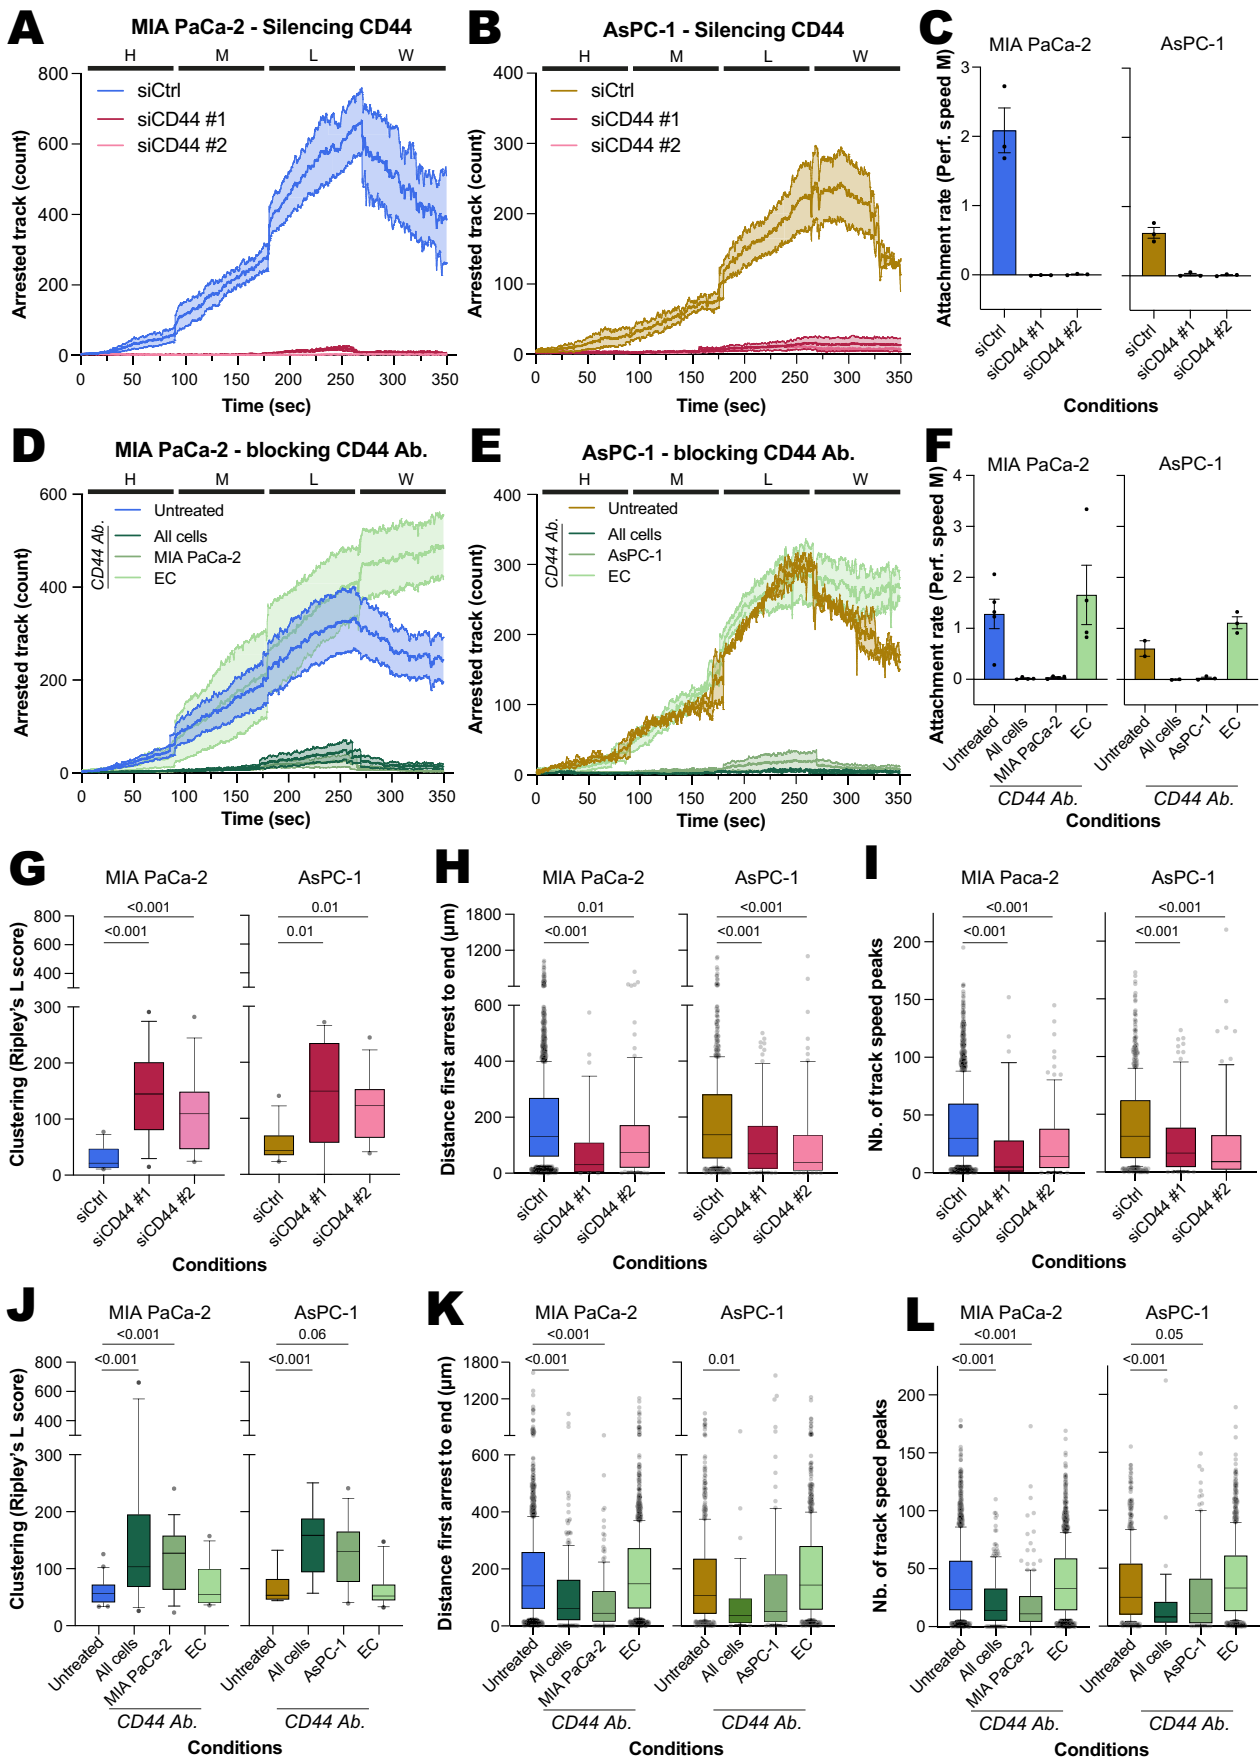 A
MIA PaCa-2 - Silencing CD44
H M L W
siCtrl
siCD44 #1
siCD44 #2
800
600
400
200
0
0 50 100 150 200 250 300 350
Arrested track (count)
Time (sec)
B
AsPC-1 - Silencing CD44
H M L W
siCtrl
siCD44 #1
siCD44 #2
400
300
200
100
0
0 50 100 150 200 250 300 350
Arrested track (count)
Time (sec)
C
MIA PaCa-2 AsPC-1
Attachment rate (Perf. speed M)
3
2
1
0
siCtrl siCD44 #1 siCD44 #2 siCtrl siCD44 #1 siCD44 #2
Conditions
D
MIA PaCa-2 - blocking CD44 Ab.
H M L W
Untreated
CD44 Ab.
All cells
MIA PaCa-2
EC
600
400
200
0
0 50 100 150 200 250 300 350
Arrested track (count)
Time (sec)
E
AsPC-1 - blocking CD44 Ab.
H M L W
Untreated
CD44 Ab.
All cells
AsPC-1
EC
400
300
200
100
0
0 50 100 150 200 250 300 350
Arrested track (count)
Time (sec)
F
MIA PaCa-2 AsPC-1
Attachment rate (Perf. speed M)
4
3
2
1
0
Untreated All cells MIA PaCa-2 EC Untreated All cells AsPC-1 EC
CD44 Ab. CD44 Ab.
Conditions
G
MIA PaCa-2 AsPC-1
<0.001 0.01
<0.001 0.01
Clustering (Ripley's L score)
800
600
400
300
200
100
0
siCtrl siCD44 #1 siCD44 #2 siCtrl siCD44 #1 siCD44 #2
Conditions
H
MIA PaCa-2 AsPC-1
0.01 <0.001
<0.001 <0.001
Distance first arrest to end (µm)
1800
1200
600
400
200
0
siCtrl siCD44 #1 siCD44 #2 siCtrl siCD44 #1 siCD44 #2
Conditions
I
MIA Paca-2 AsPC-1
<0.001 <0.001
<0.001 <0.001
Nb. of track speed peaks
200
150
100
50
0
siCtrl siCD44 #1 siCD44 #2 siCtrl siCD44 #1 siCD44 #2
Conditions
J
MIA PaCa-2 AsPC-1
<0.001 0.06
<0.001 <0.001
Clustering (Ripley's L score)
800
600
400
300
200
100
0
Untreated All cells MIA PaCa-2 EC Untreated All cells AsPC-1 EC
CD44 Ab. CD44 Ab.
Conditions
K
MIA PaCa-2 AsPC-1
<0.001
<0.001 0.01
Distance first arrest to end (µm)
1800
1200
600
400
200
0
Untreated All cells MIA PaCa-2 EC Untreated All cells AsPC-1 EC
CD44 Ab. CD44 Ab.
Conditions
L
MIA PaCa-2 AsPC-1
<0.001 0.05
<0.001 <0.001
Nb. of track speed peaks
200
150
100
50
0
Untreated All cells MIA PaCa-2 EC Untreated All cells AsPC-1 EC
CD44 Ab. CD44 Ab.
Conditions